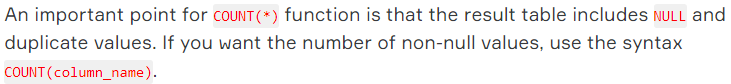 An important point for COUNT(*) function is that the result table includes NULL and
duplicate values. If you want the number of non-null values, use the syntax
COUNT(column_name).